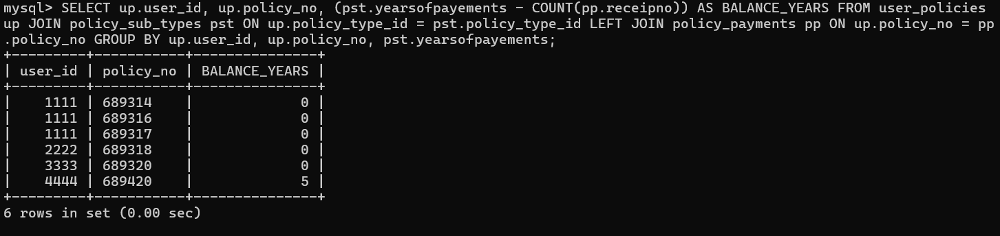 mysql> SELECT up.user_id, up.policy_no, (pst.yearsofpayements - COUNT(pp.receipno)) AS BALANCE_YEARS FROM user_policies
up JOIN policy_sub_types pst ON up.policy_type_id = pst.policy_type_id LEFT JOIN policy_payments pp ON up.policy_no = pp
.policy_no GROUP BY up.user_id, up.policy_no, pst.yearsofpayements;
+---------+-----------+---------------+
| user_id | policy_no | BALANCE_YEARS |
+---------+-----------+---------------+
|    1111 | 689314    |             0 |
|    1111 | 689316    |             0 |
|    1111 | 689317    |             0 |
|    2222 | 689318    |             0 |
|    3333 | 689320    |             0 |
|    4444 | 689420    |             5 |
+---------+-----------+---------------+
6 rows in set (0.00 sec)